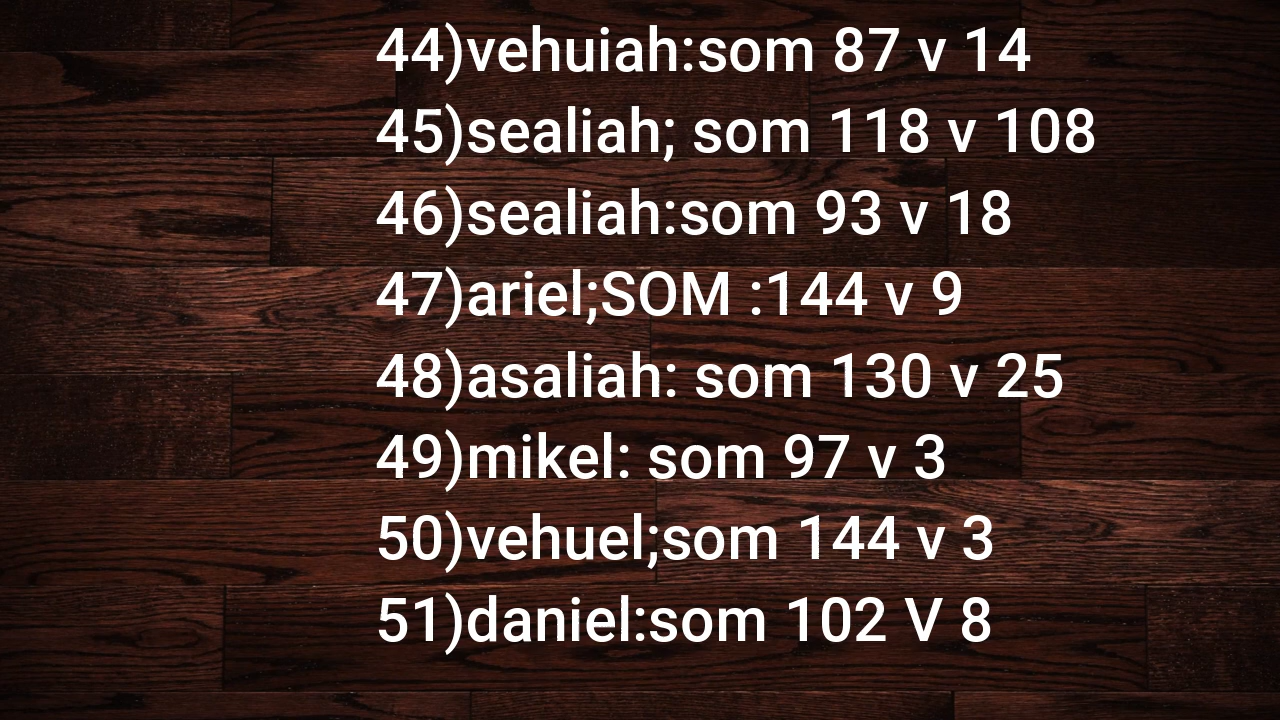 44)vehuiah:som 87 v 14
45)sealiah; som 118 v 108
46)sealiah:som 93 v 18
47)ariel;SOM :144 v 9
48)asaliah: som 130 v 25
49)mikel: som 97 v 3
50)vehuel;som 144 v 3
51)daniel:som 102 V 8